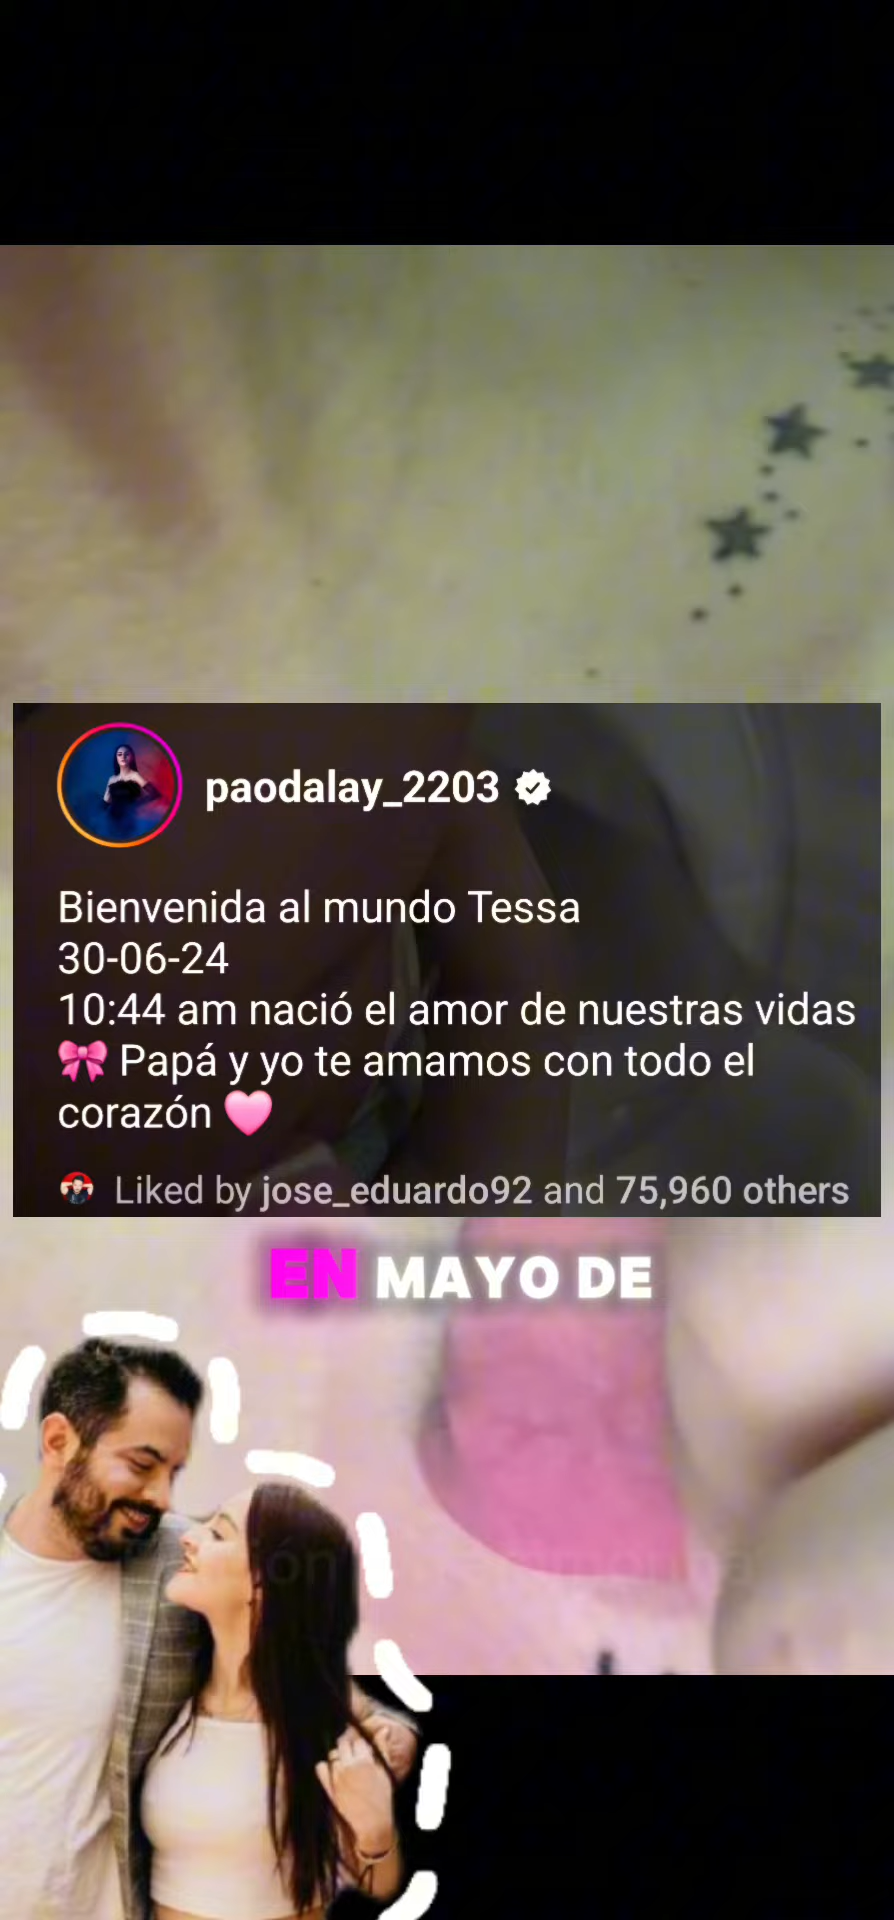 paodalay_2203
Bienvenida al mundo Tessa
30-06-24
10:44 am nació el amor de nuestras vidas
🎀 Papá y yo te amamos con todo el
corazón 🩷
Liked by jose_eduardo92 and 75,960 others
EN MAYO DE